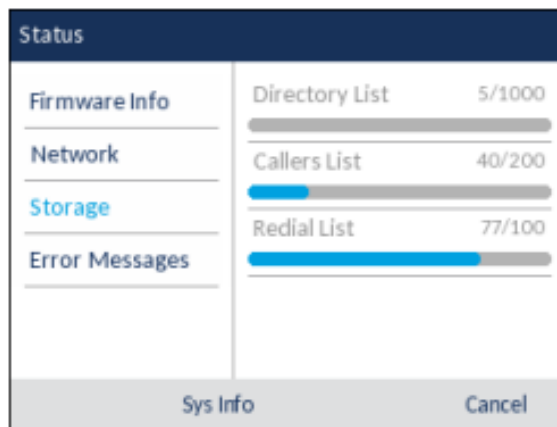 Status
Firmware Info
Network
Storage
Error Messages
Directory List 5/1000
Callers List 40/200
Redial List 77/100
Sys Info Cancel